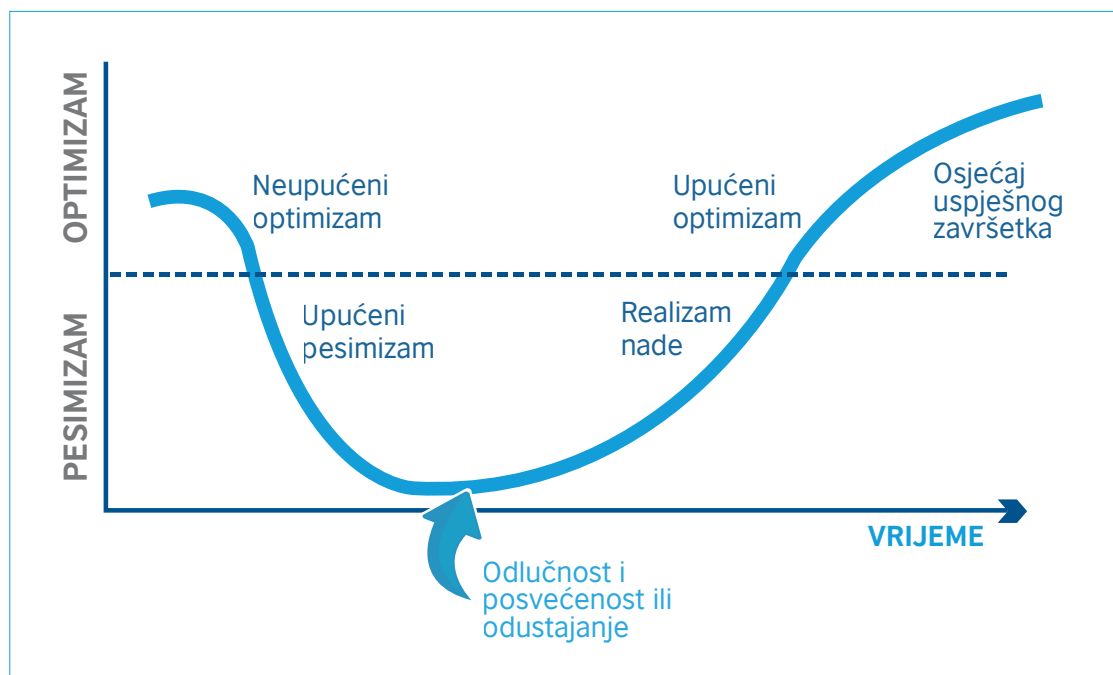 OPTIMIZAM
PESIMIZAM
Neupućeni
optimizam
Upućeni
pesimizam
Realizam
nade
Upućeni
optimizam
Osjećaj
uspješnog
završetka
VRIJEME
Odlučnost i
posvećenost ili
odustajanje